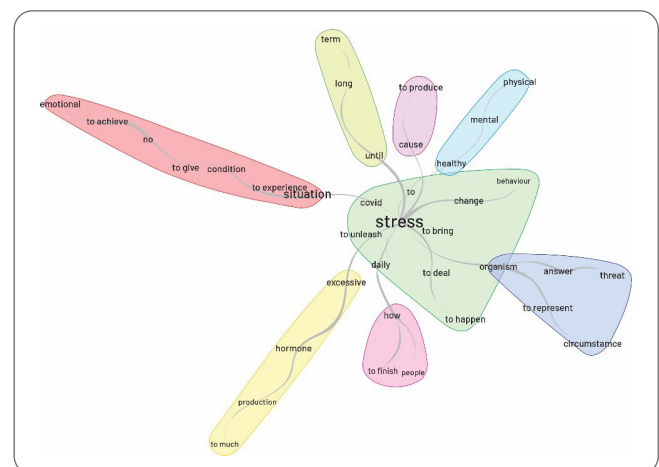 term
physical
long
to produce
emotional
to achieve
mental
no
cause
until
healthy
to give
condition
to experience
situation
behaviour
covid
to
change
stress
to unleash
to bring
daily
organism
to deal
answer
threat
excessive
to represent
how
to happen
circumstamce
hormone
to finish
people
production
to much